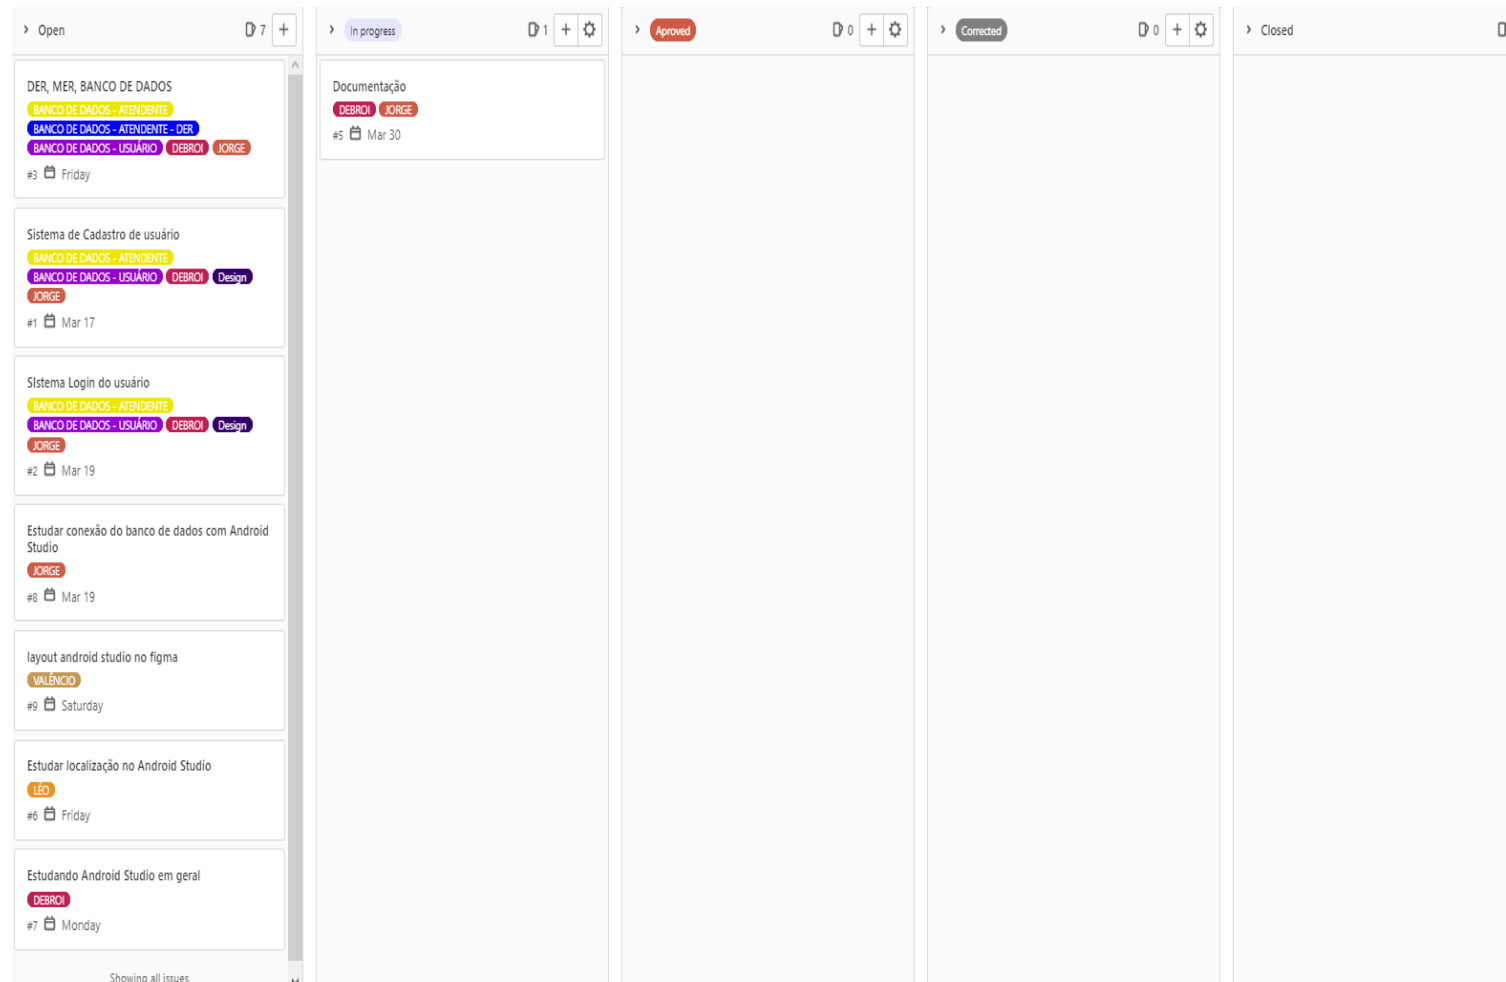 Open 7 +
DER, MER, BANCO DE DADOS
BANCO DE DADOS - ATENDENTE
BANCO DE DADOS - ATENDENTE - DER
BANCO DE DADOS - USUÁRIO DEBROI JORGE
#3 Friday
Sistema de Cadastro de usuário
BANCO DE DADOS - ATENDENTE
BANCO DE DADOS - USUÁRIO DEBROI Design
JORGE
#1 Mar 17
SIstema Login do usuário
BANCO DE DADOS - ATENDENTE
BANCO DE DADOS - USUÁRIO DEBROI Design
JORGE
#2 Mar 19
Estudar conexão do banco de dados com Android
Studio
JORGE
#8 Mar 19
layout android studio no figma
VALÊNCIO
#9 Saturday
Estudar localização no Android Studio
LÉO
#6 Friday
Estudando Android Studio em geral
DEBROI
#7 Monday
Showing all issues
In progress 1 +
Documentação
DEBROI JORGE
#5 Mar 30
Aproved 0 +
Corrected 0 +
Closed